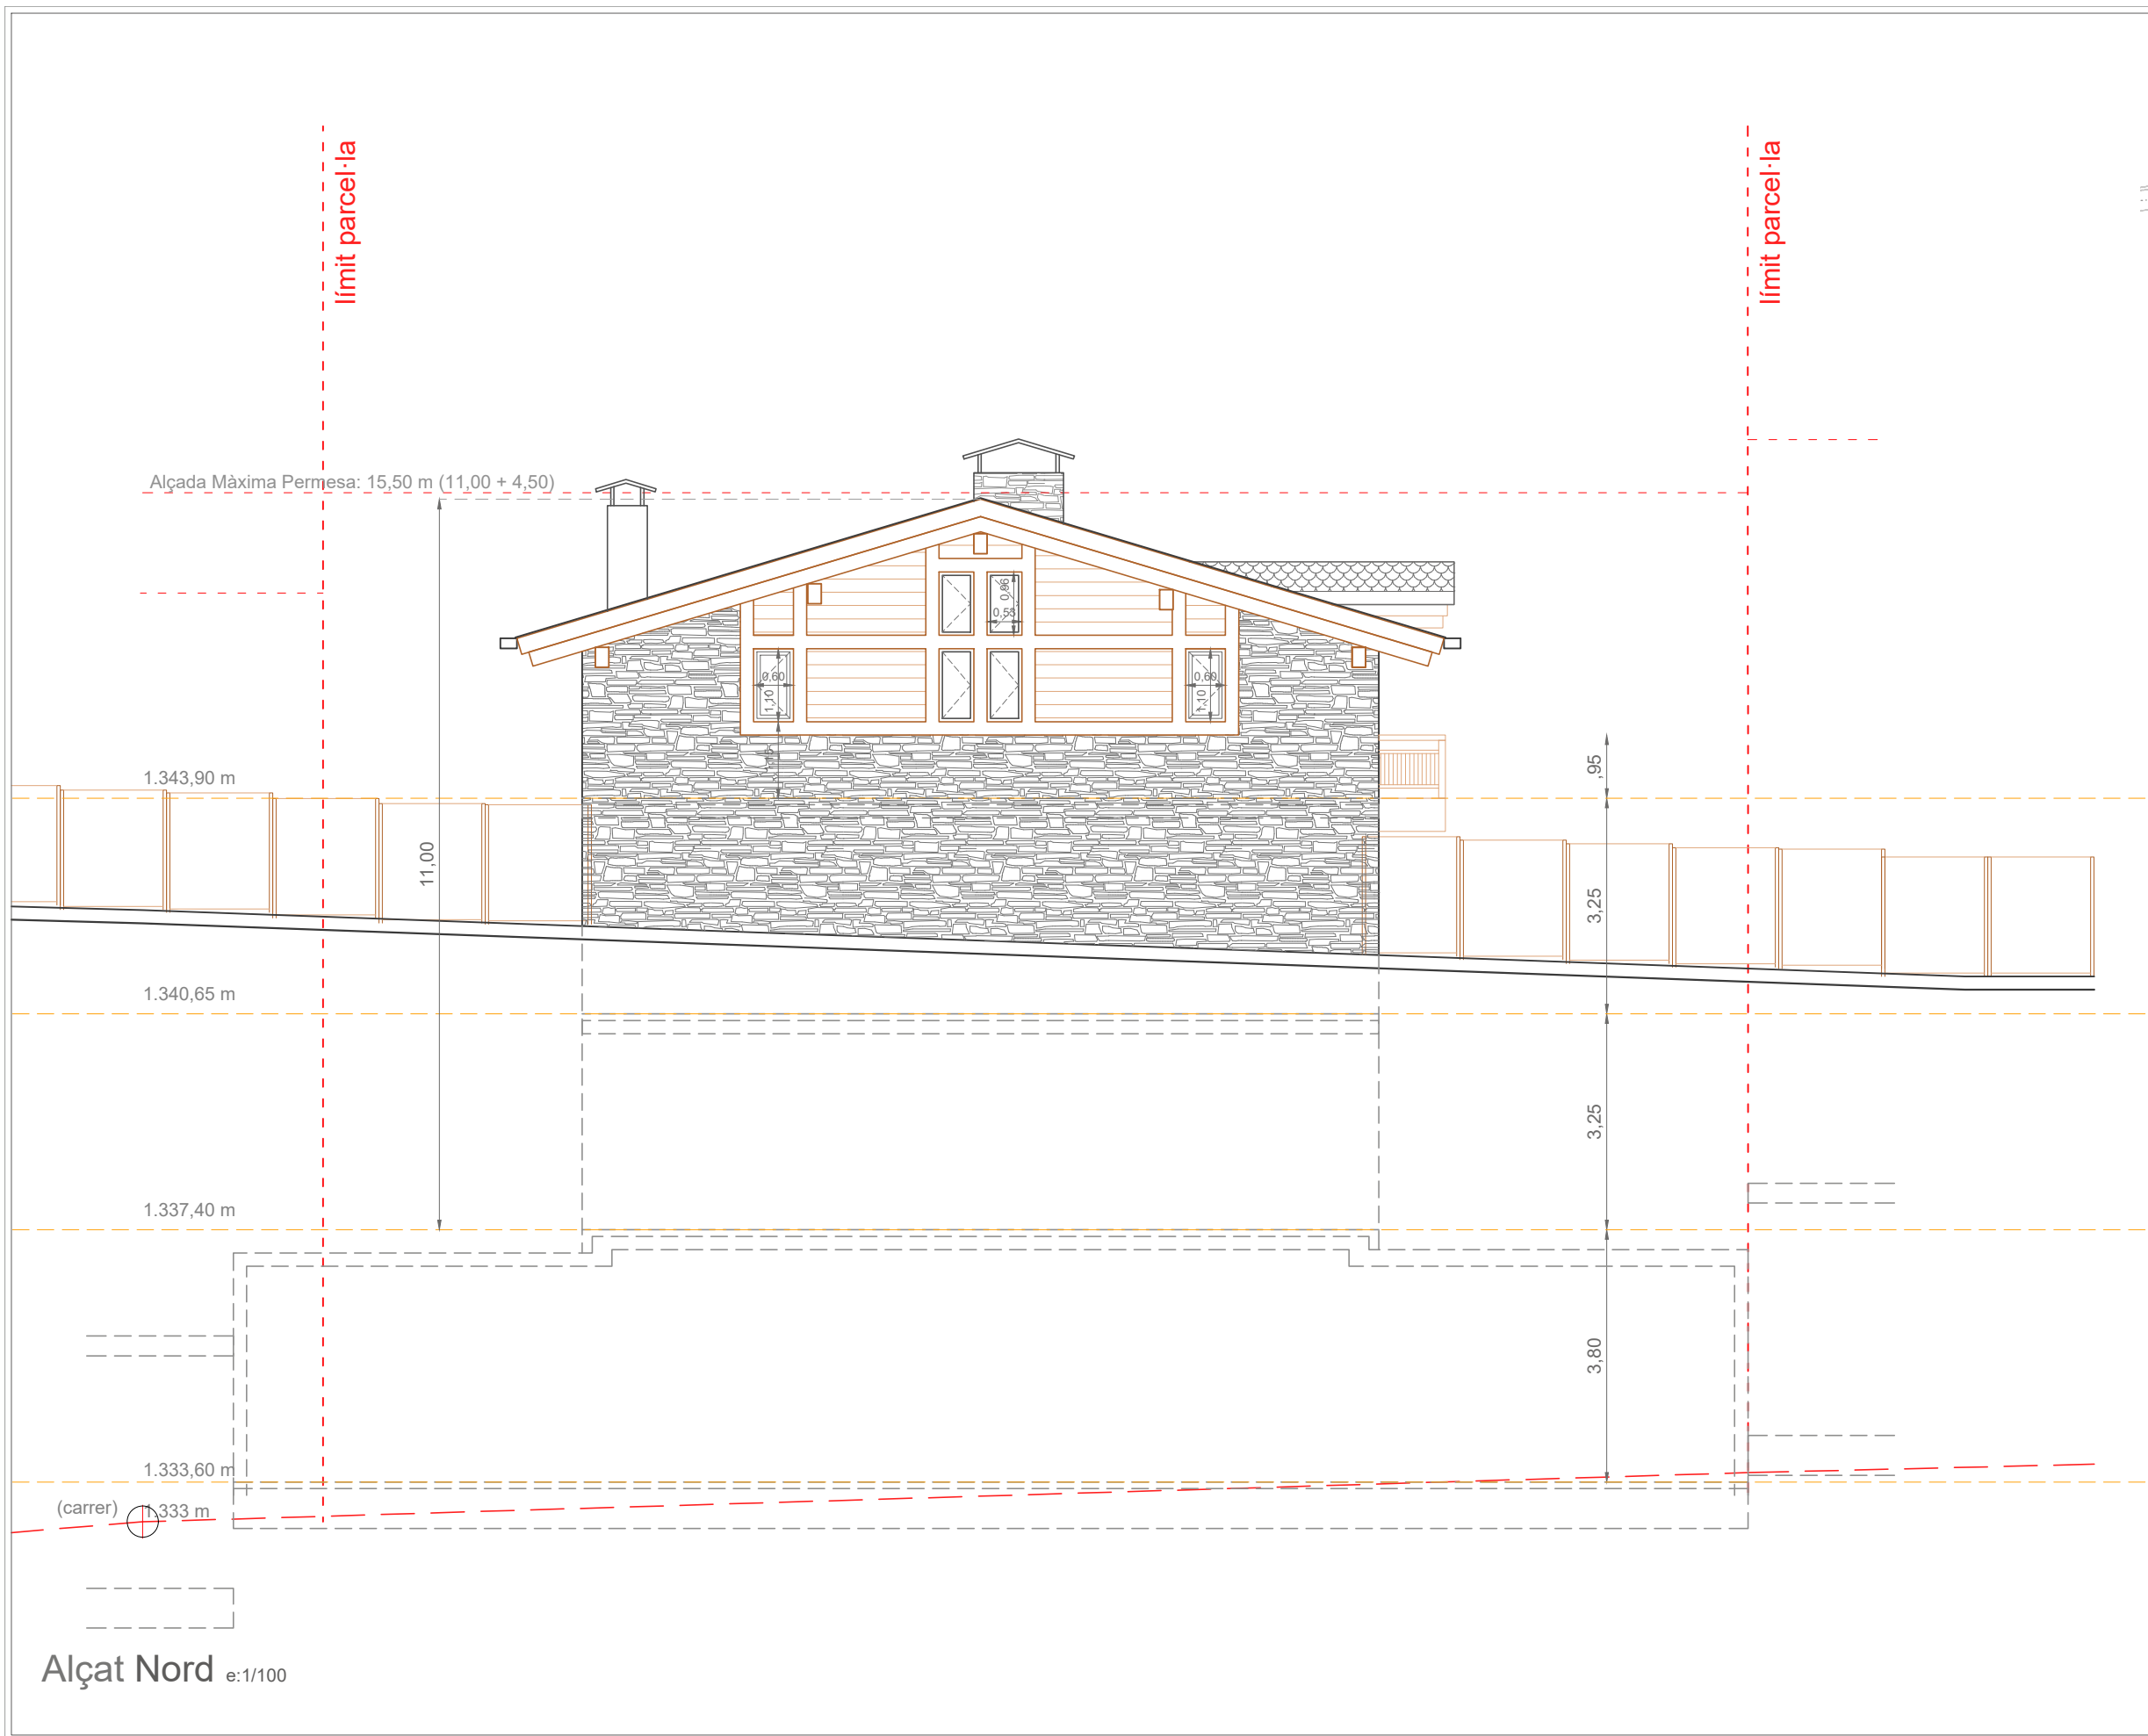 límit parcel·la
límit parcel·la
Alçada Màxima Permesa: 15,50 m (11,00 + 4,50)
0,96
0,53
0,60
1,10
0,60
1,10
1.343,90 m
,95
11,00
3,25
1.340,65 m
3,25
1.337,40 m
3,80
1.333,60 m
(carrer)
1.333 m
Alçat Nord e:1/100